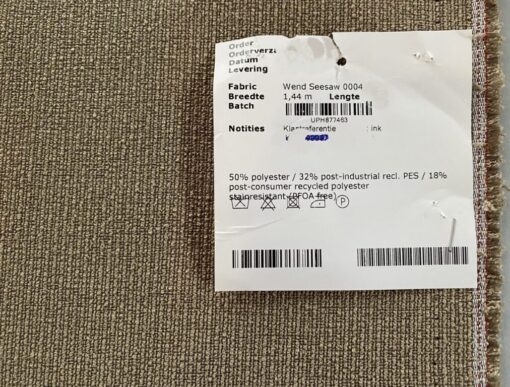 Order
Orderverz
Datum
Levering
Fabric Wend Seesaw 0004
Breedte 1,44 m Lengte
Batch
UPH877463
Notities Klantreferentie : ink
50% polyester / 32% post-industrial recl. PES / 18%
post-consumer recycled polyester
stainresistant (PFOA free)
P